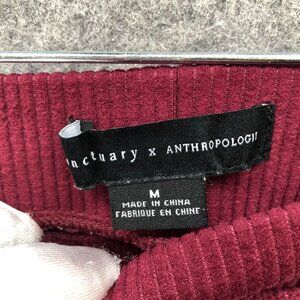 nctuary x ANTHROPOLOGI
M
MADE IN CHINA
FABRIQUE EN CHINE